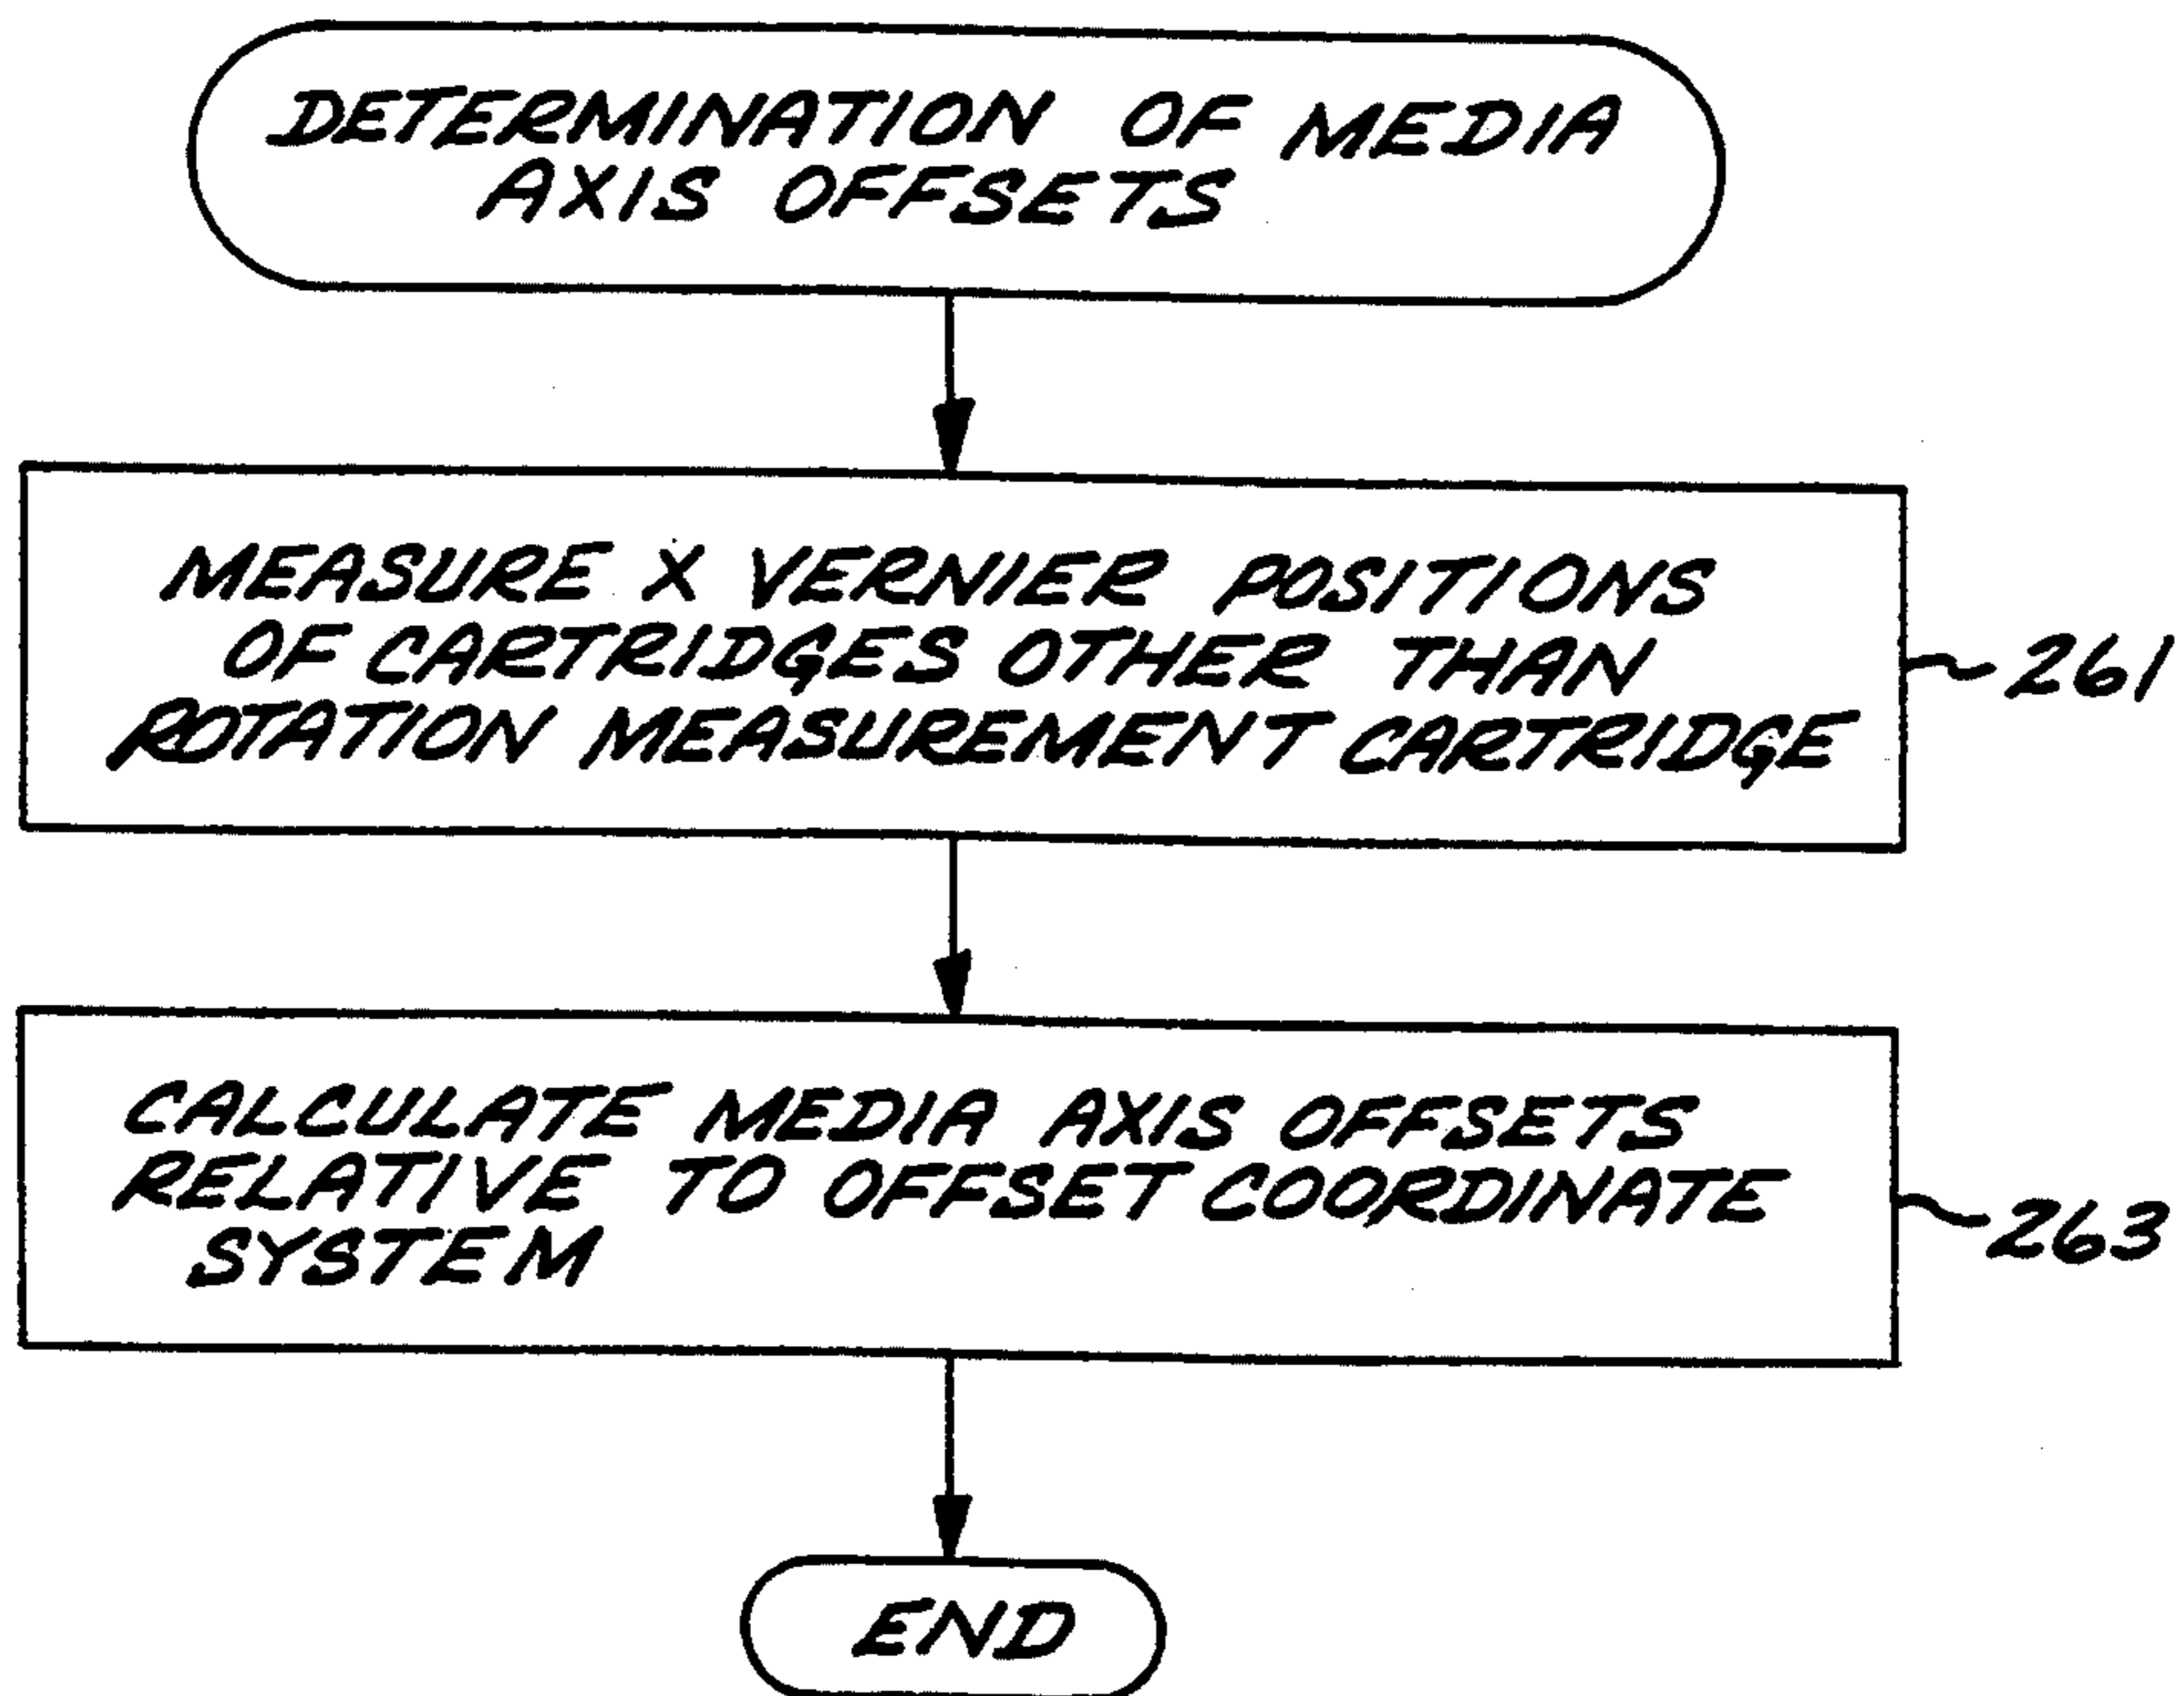 DETERMINATION OF MEDIA
AXIS OFFSETS
MEASURE X VERNIER POSITIONS
OF CARTRIDGES OTHER THAN
ROTATION MEASUREMENT CARTRIDGE
261
CALCULATE MEDIA AXIS OFFSETS
RELATIVE TO OFFSET COORDINATE
SYSTEM
263
END